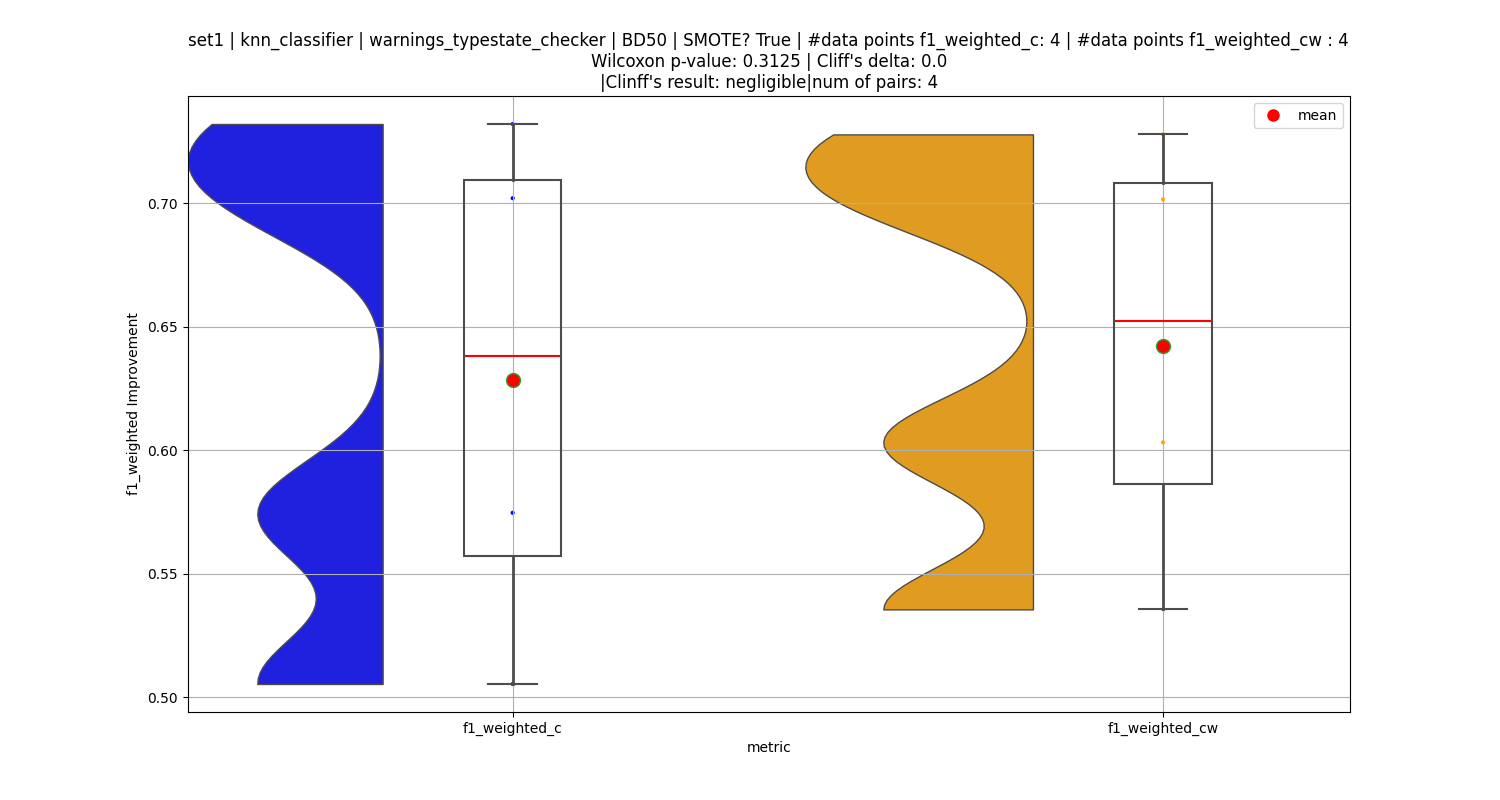 set1 | knn_classifier | warnings_typestate_checker | BD50 | SMOTE? True | #data points f1_weighted_c: 4 | #data points f1_weighted_cw : 4
Wilcoxon p-value: 0.3125 | Cliff's delta: 0.0
|Clinff's result: negligible|num of pairs: 4
mean
0.70
0.65
0.60
0.55
0.50
f1_weighted Improvement
f1_weighted_c
f1_weighted_cw
metric